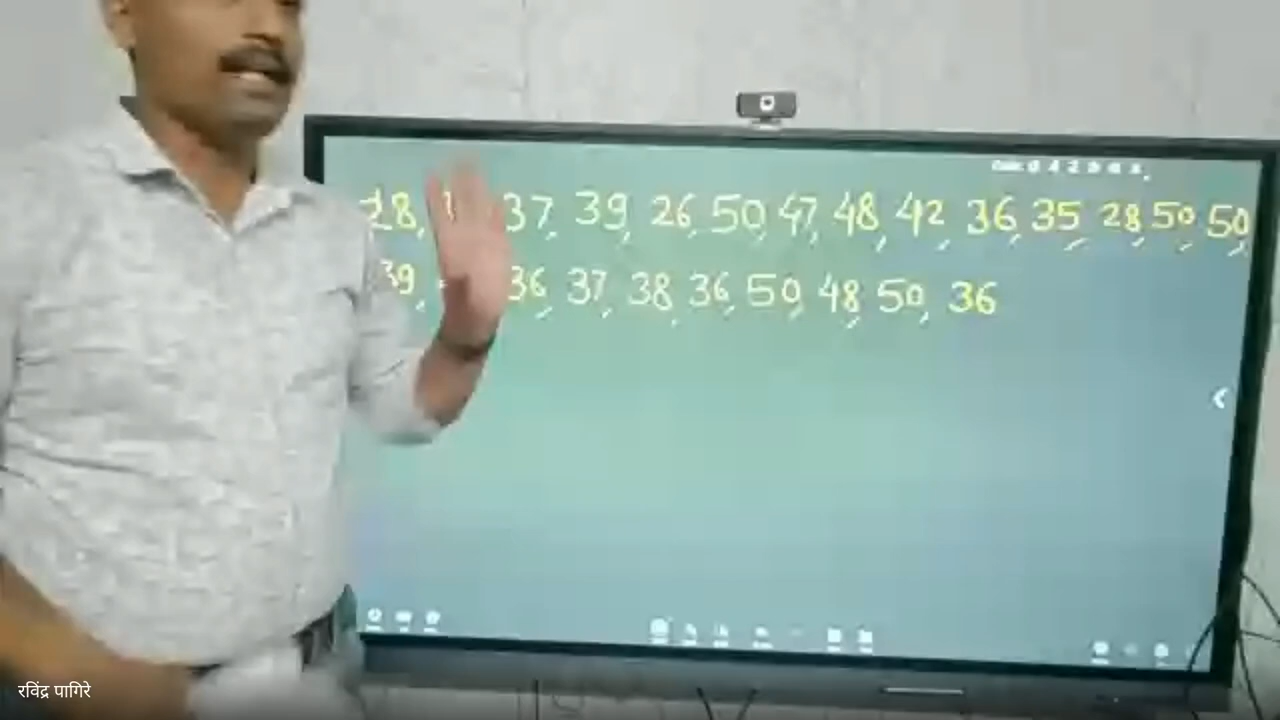 28, 37, 39, 26, 50, 47, 48, 42, 36, 35, 28, 50, 50,
39, 36, 37, 38, 36, 50, 48, 50, 36
रविंद्र पागिरे